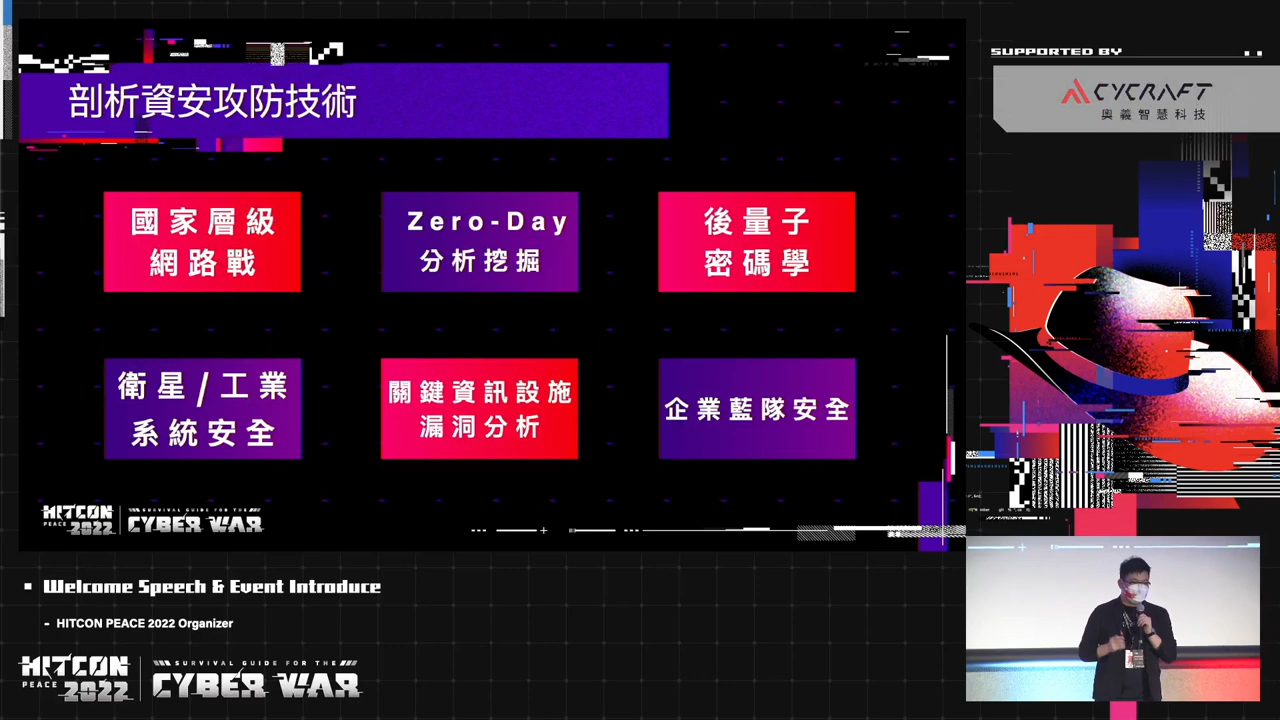 剖析資安攻防技術
國家層級
網路戰
Zero-Day
分析挖掘
後量子
密碼學
衛星/工業
系統安全
關鍵資訊設施
漏洞分析
企業藍隊安全
HITCON
PEACE 2022
SURVIVAL GUIDE FOR THE
CYBER WAR
SUPPORTED BY
CYCRAFT
奧義智慧科技
Welcome Speech & Event Introduce
- HITCON PEACE 2022 Organizer
HITCON
PEACE 2022
SURVIVAL GUIDE FOR THE
CYBER WAR